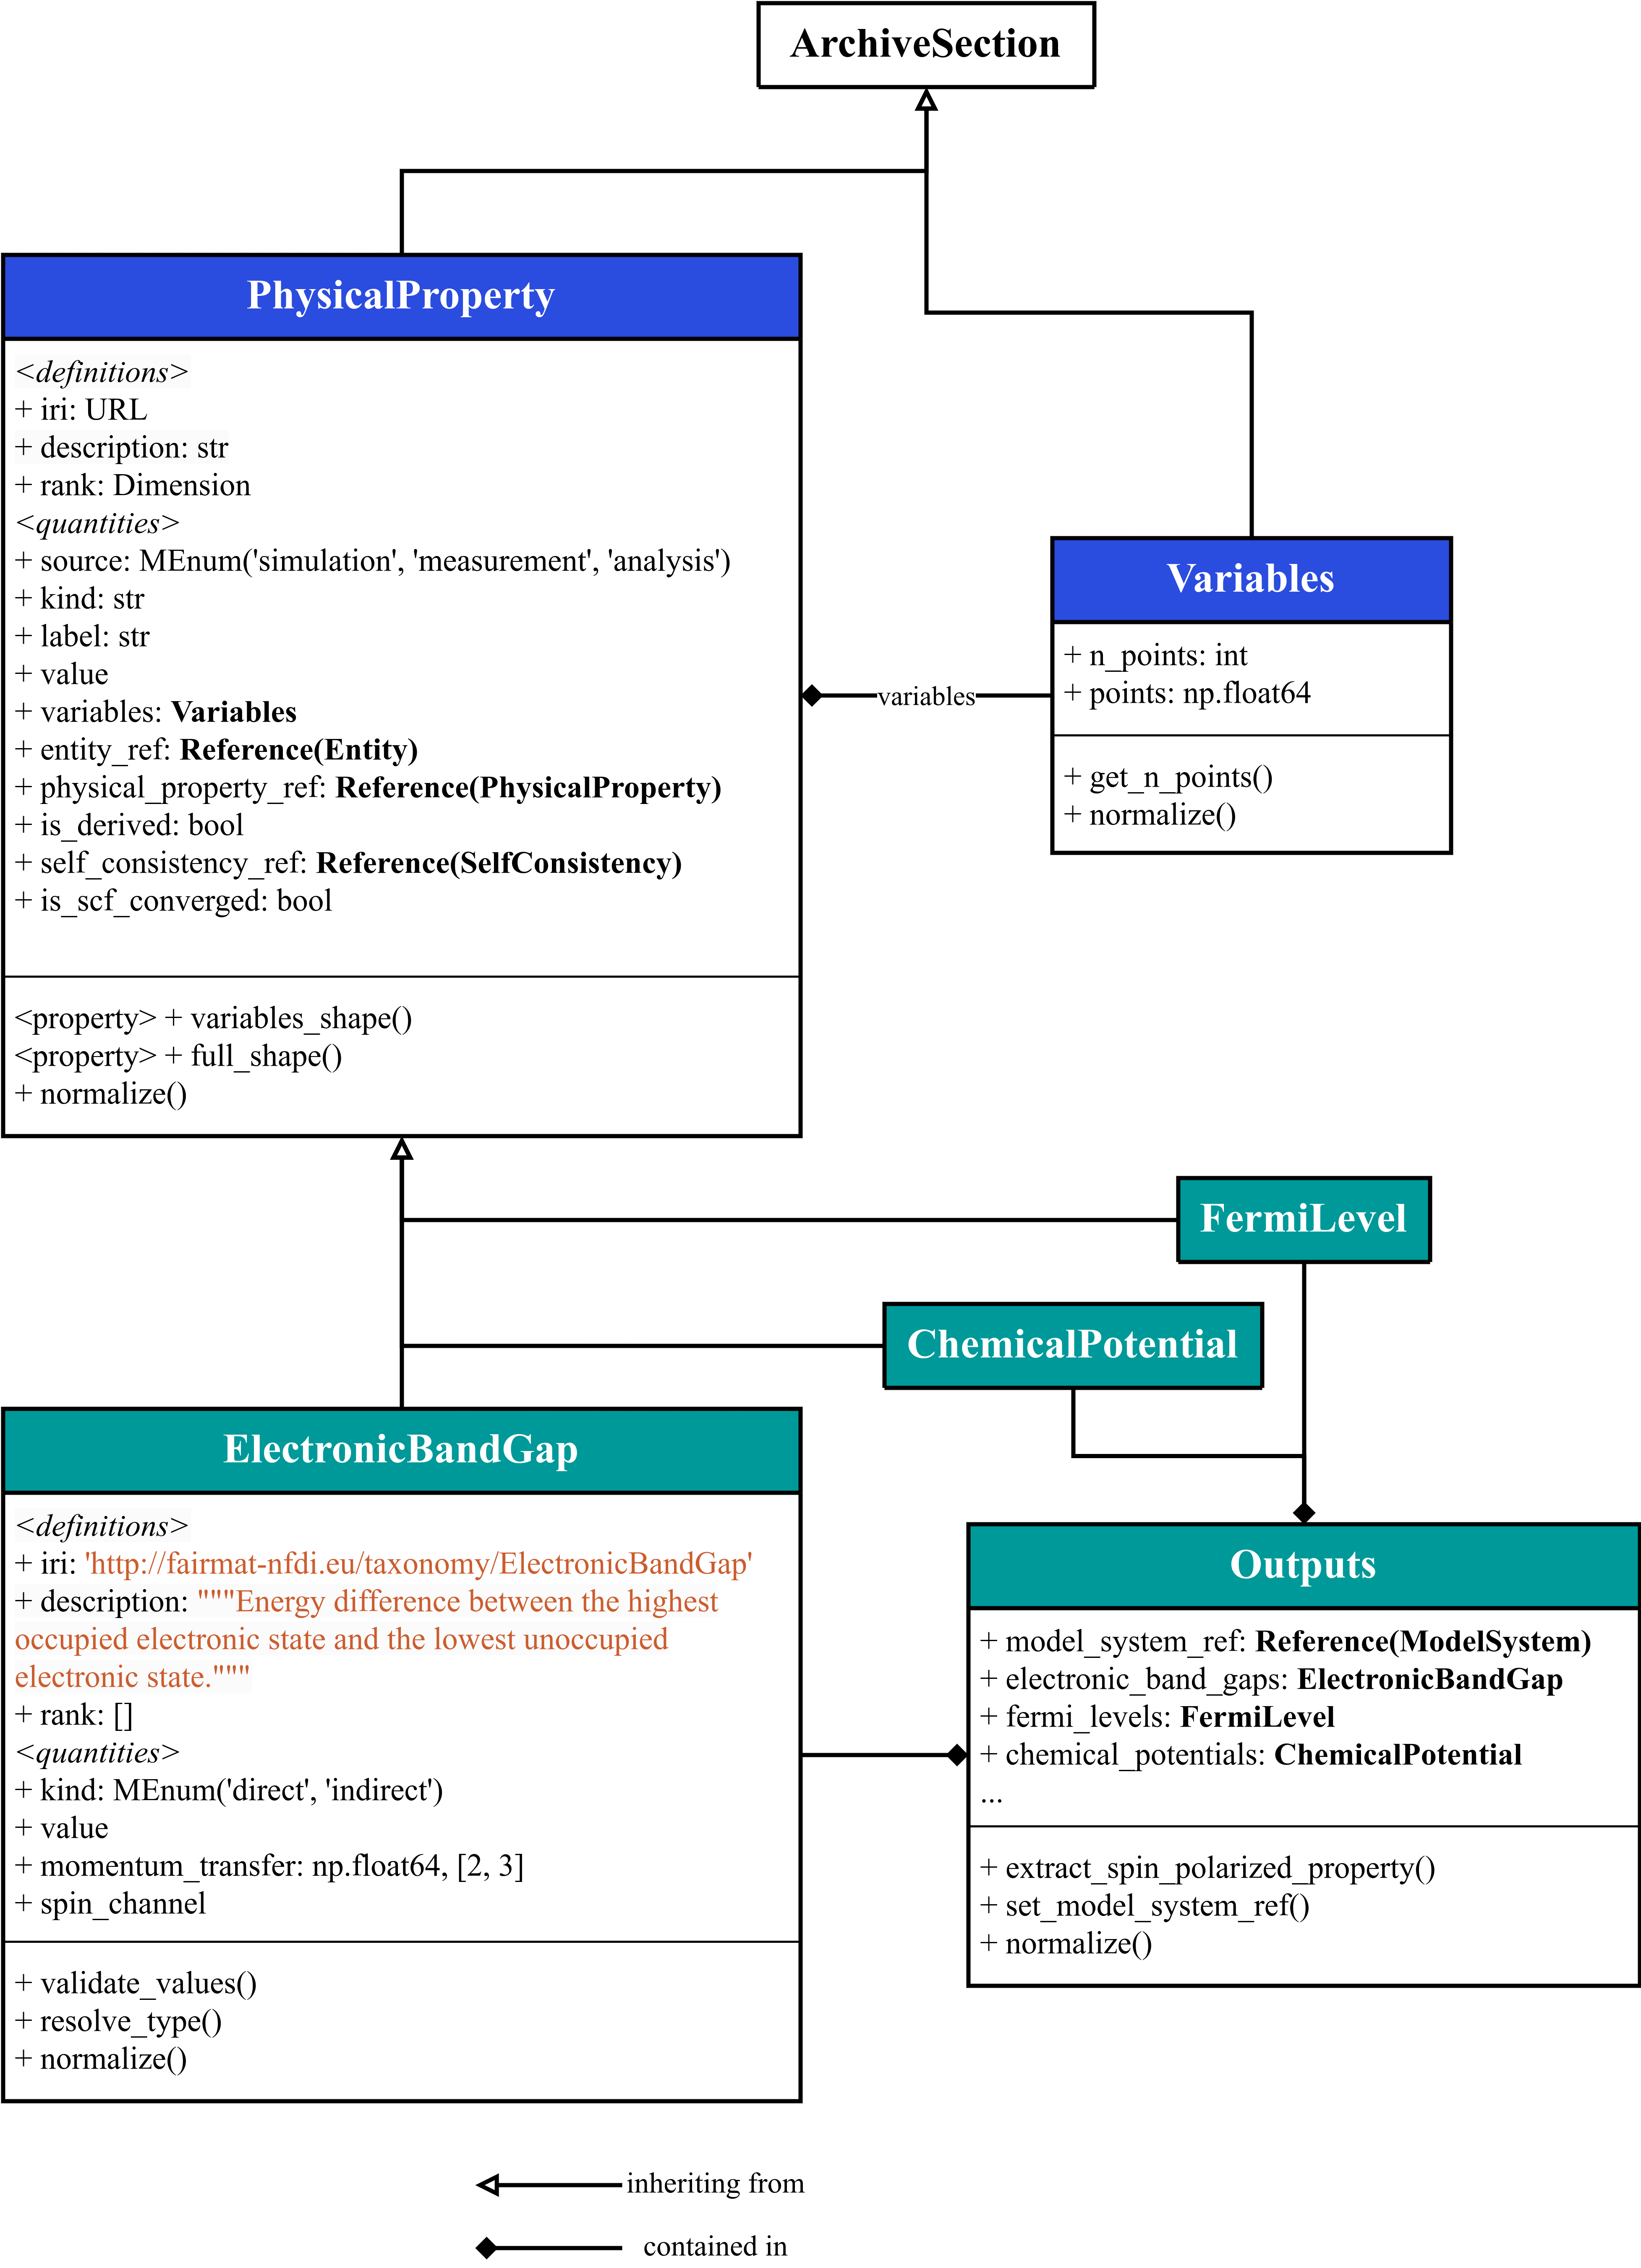 ArchiveSection
PhysicalProperty
<definitions>
+ iri: URL
+ description: str
+ rank: Dimension
<quantities>
+ source: MEnum('simulation', 'measurement', 'analysis')
+ kind: str
+ label: str
+ value
+ variables: Variables
+ entity_ref: Reference(Entity)
+ physical_property_ref: Reference(PhysicalProperty)
+ is_derived: bool
+ self_consistency_ref: Reference(SelfConsistency)
+ is_scf_converged: bool
<property> + variables_shape()
<property> + full_shape()
+ normalize()
variables
Variables
+ n_points: int
+ points: np.float64
+ get_n_points()
+ normalize()
FermiLevel
ChemicalPotential
ElectronicBandGap
<definitions>
+ iri: 'http://fairmat-nfdi.eu/taxonomy/ElectronicBandGap'
+ description: """Energy difference between the highest
occupied electronic state and the lowest unoccupied
electronic state."""
+ rank: []
<quantities>
+ kind: MEnum('direct', 'indirect')
+ value
+ momentum_transfer: np.float64, [2, 3]
+ spin_channel
+ validate_values()
+ resolve_type()
+ normalize()
Outputs
+ model_system_ref: Reference(ModelSystem)
+ electronic_band_gaps: ElectronicBandGap
+ fermi_levels: FermiLevel
+ chemical_potentials: ChemicalPotential
...
+ extract_spin_polarized_property()
+ set_model_system_ref()
+ normalize()
inheriting from
contained in